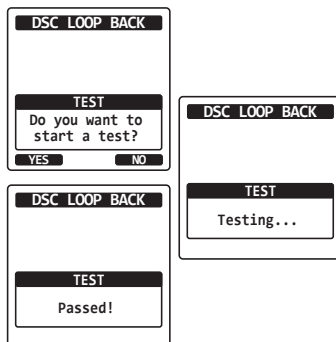 DSC LOOP BACK
TEST
Do you want to
start a test?
YES NO
DSC LOOP BACK
TEST
Testing...
DSC LOOP BACK
TEST
Passed!